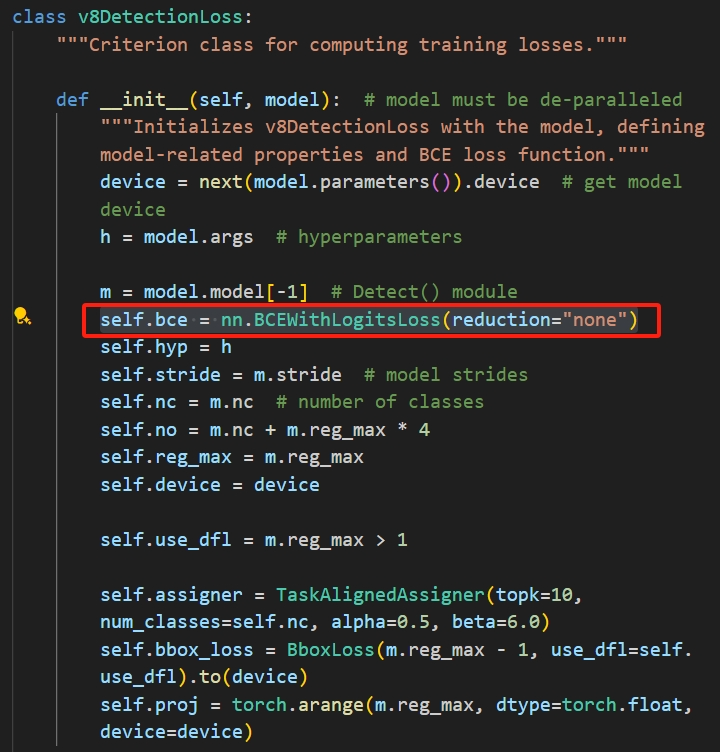 class v8DetectionLoss:
"""Criterion class for computing training losses."""
def __init__(self, model):  # model must be de-paralleled
"""Initializes v8DetectionLoss with the model, defining
model-related properties and BCE loss function."""
device = next(model.parameters()).device  # get model
device
h = model.args  # hyperparameters
m = model.model[-1]  # Detect() module
self.bce = nn.BCEWithLogitsLoss(reduction="none")
self.hyp = h
self.stride = m.stride  # model strides
self.nc = m.nc  # number of classes
self.no = m.nc + m.reg_max * 4
self.reg_max = m.reg_max
self.device = device
self.use_dfl = m.reg_max > 1
self.assigner = TaskAlignedAssigner(topk=10,
num_classes=self.nc, alpha=0.5, beta=6.0)
self.bbox_loss = BboxLoss(m.reg_max - 1, use_dfl=self.
use_dfl).to(device)
self.proj = torch.arange(m.reg_max, dtype=torch.float,
device=device)